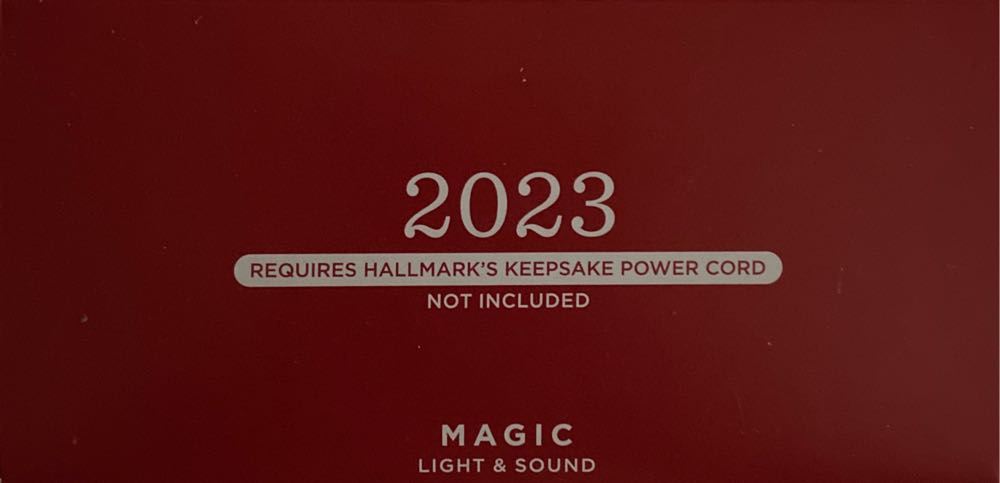 2023
REQUIRES HALLMARK'S KEEPSAKE POWER CORD
NOT INCLUDED
MAGIC
LIGHT & SOUND